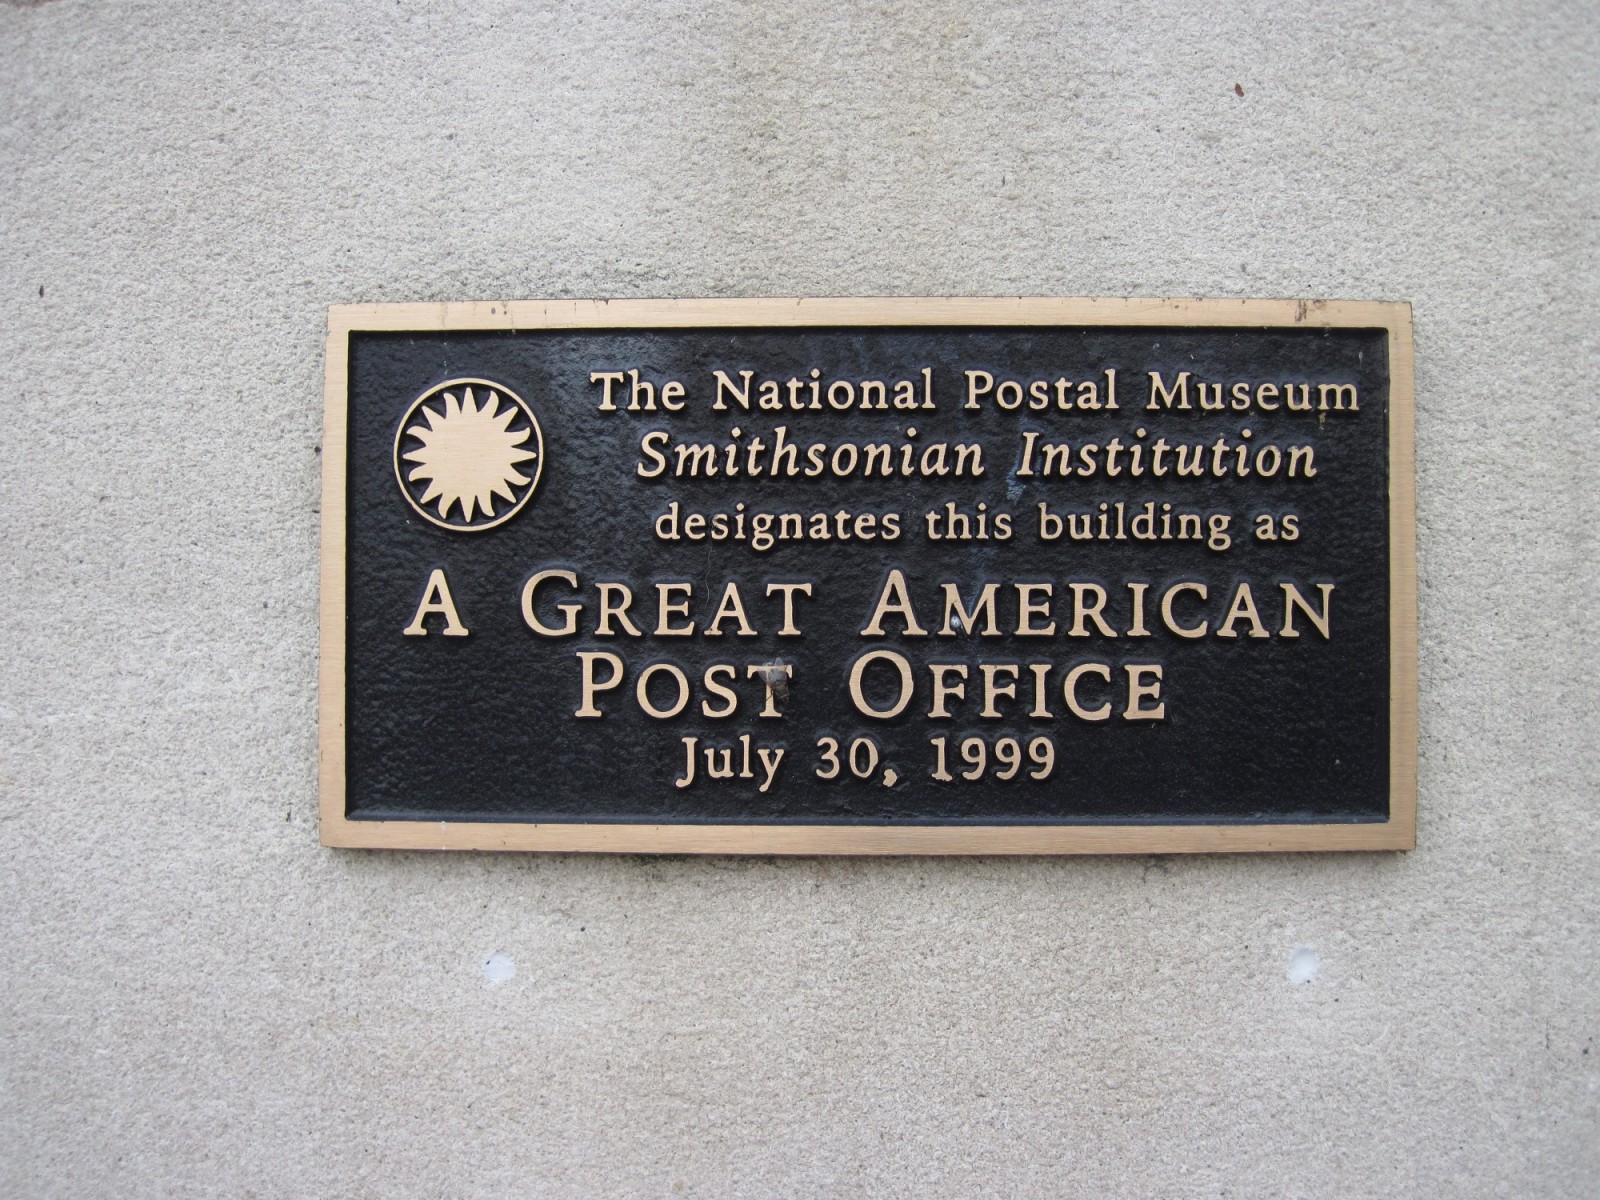 The National Postal Museum
Smithsonian Institution
designates this building as
A GREAT AMERICAN
POST OFFICE
July 30, 1999